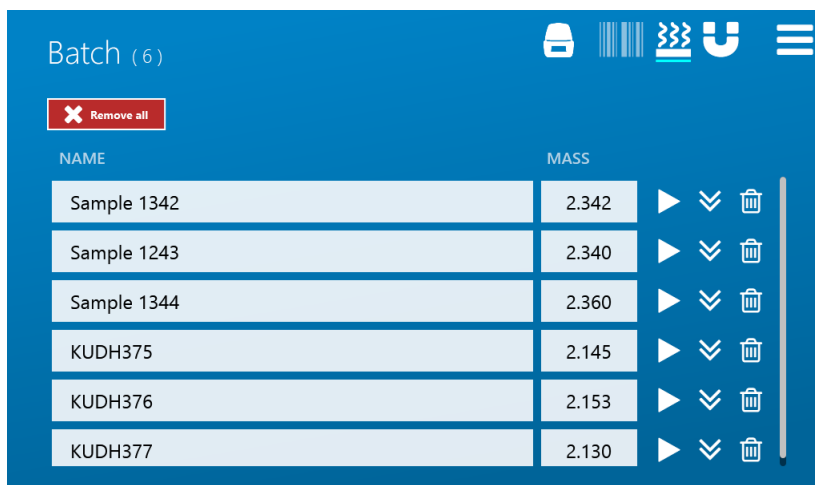 Batch (6)
Remove all
NAME MASS
Sample 1342 2.342
Sample 1243 2.340
Sample 1344 2.360
KUDH375 2.145
KUDH376 2.153
KUDH377 2.130